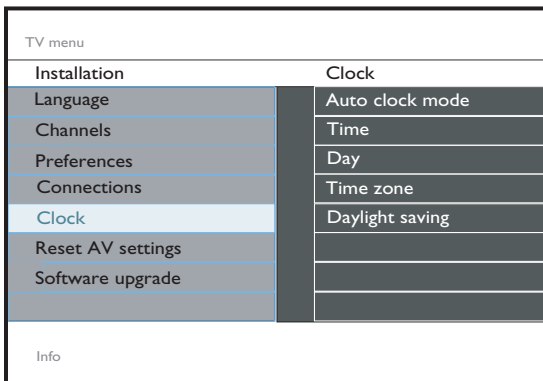 TV menu
Installation
Clock
Language
Auto clock mode
Channels
Time
Preferences
Day
Connections
Time zone
Clock
Daylight saving
Reset AV settings
Software upgrade
Info